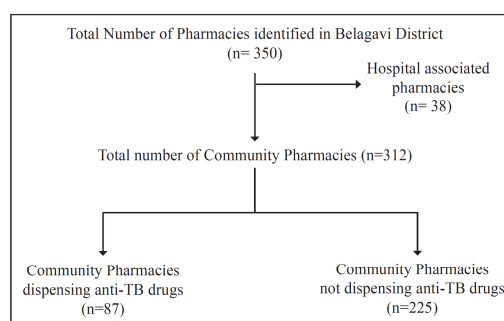 Total Number of Pharmacies identified in Belagavi District
(n= 350)
Hospital associated
pharmacies
(n= 38)
Total number of Community Pharmacies (n=312)
Community Pharmacies
dispensing anti-TB drugs
(n=87)
Community Pharmacies
not dispensing anti-TB drugs
(n=225)